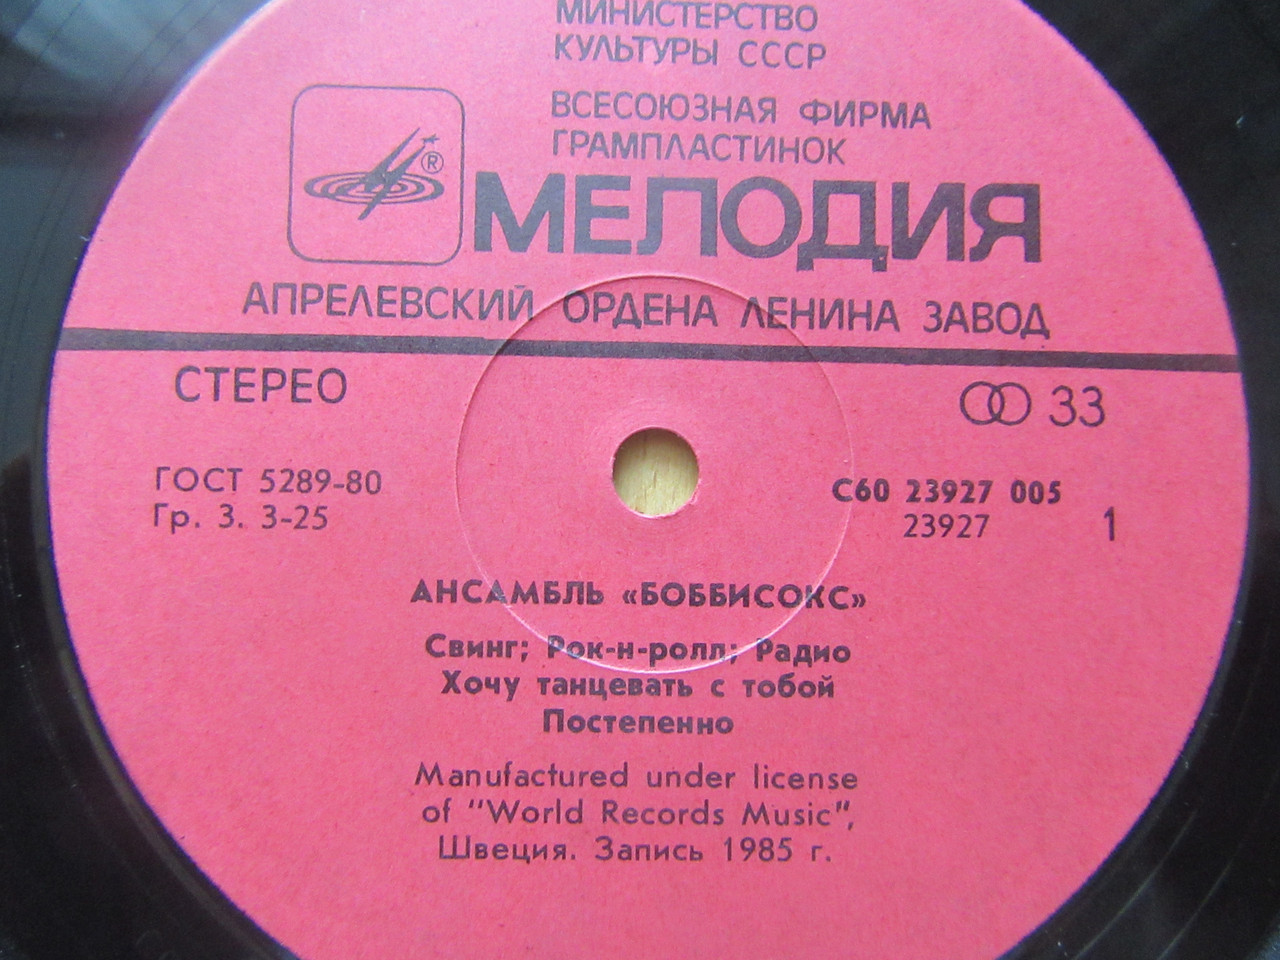 МИНИСТЕРСТВО
КУЛЬТУРЫ СССР
ВСЕСОЮЗНАЯ ФИРМА
ГРАМПЛАСТИНОК
®
МЕЛОДИЯ
АПРЕЛЕВСКИЙ ОРДЕНА ЛЕНИНА ЗАВОД
СТЕРЕО
33
ГОСТ 5289-80
Гр. 3. 3-25
С60 23927 005
23927
1
АНСАМБЛЬ «БОББИСОКС»
Свинг; Рок-н-ролл; Радио
Хочу танцевать с тобой
Постепенно
Manufactured under license
of "World Records Music",
Швеция. Запись 1985 г.